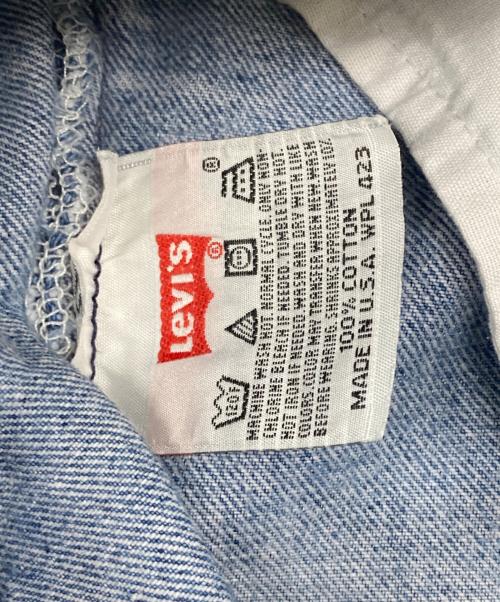 Levi's ®
120F
®
MACHINE WASH HOT, NORMAL CYCLE. ONLY NON-
CHLORINE BLEACH IF NEEDED. TUMBLE DRY HOT.
HOT IRON IF NEEDED. WASH AND DRY WITH LIKE
COLORS. COLOR MAY TRANSFER WHEN NEW. WASH
BEFORE WEARING. SHRINKS APPROXIMATELY 10%
100% COTTON
MADE IN U.S.A. WPL 423